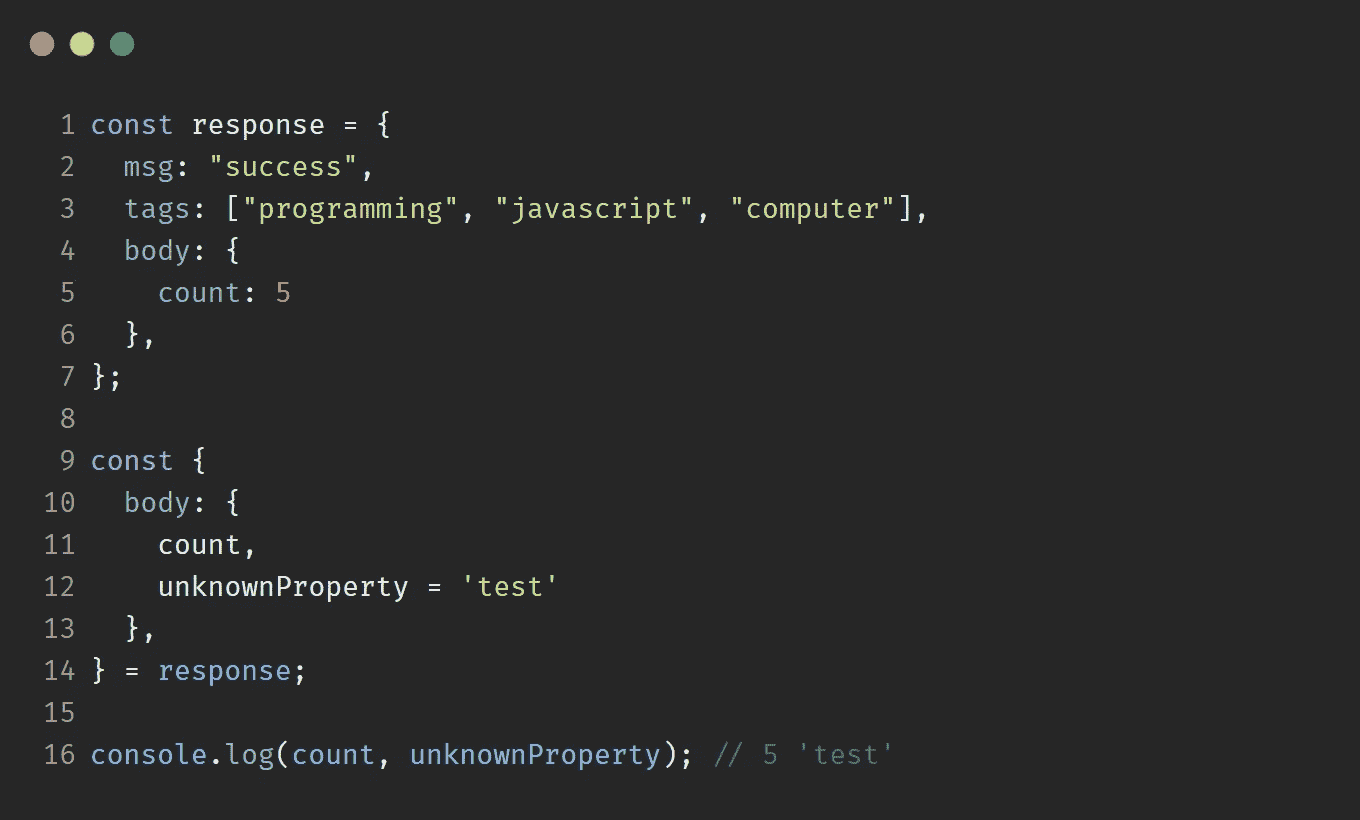 1 const response = {
2   msg: "success",
3   tags: ["programming", "javascript", "computer"],
4   body: {
5     count: 5
6   },
7 };
8
9 const {
10   body: {
11     count,
12     unknownProperty = 'test'
13   },
14 } = response;
15
16 console.log(count, unknownProperty); // 5 'test'